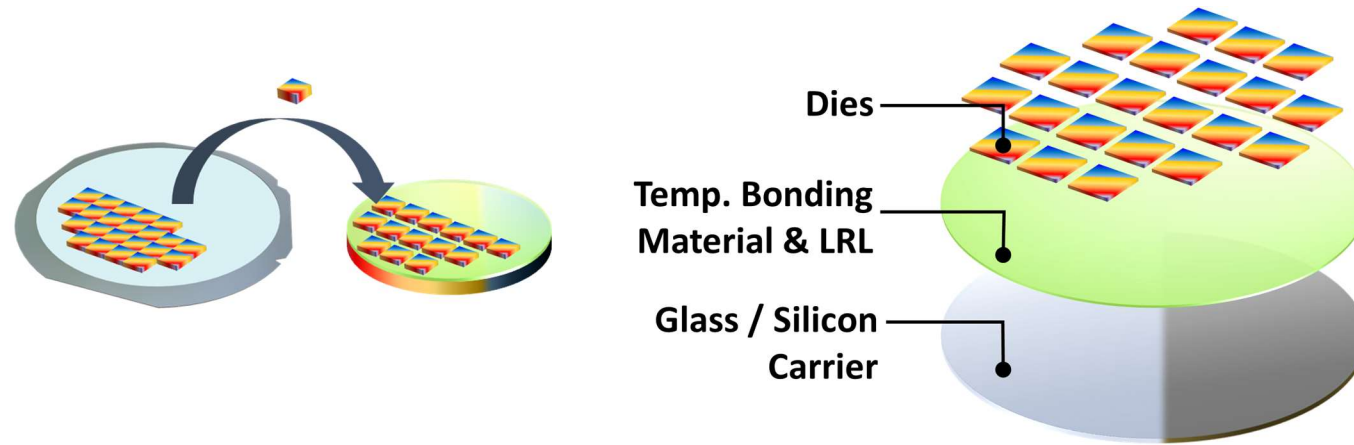 Dies
Temp. Bonding
Material & LRL
Glass / Silicon
Carrier